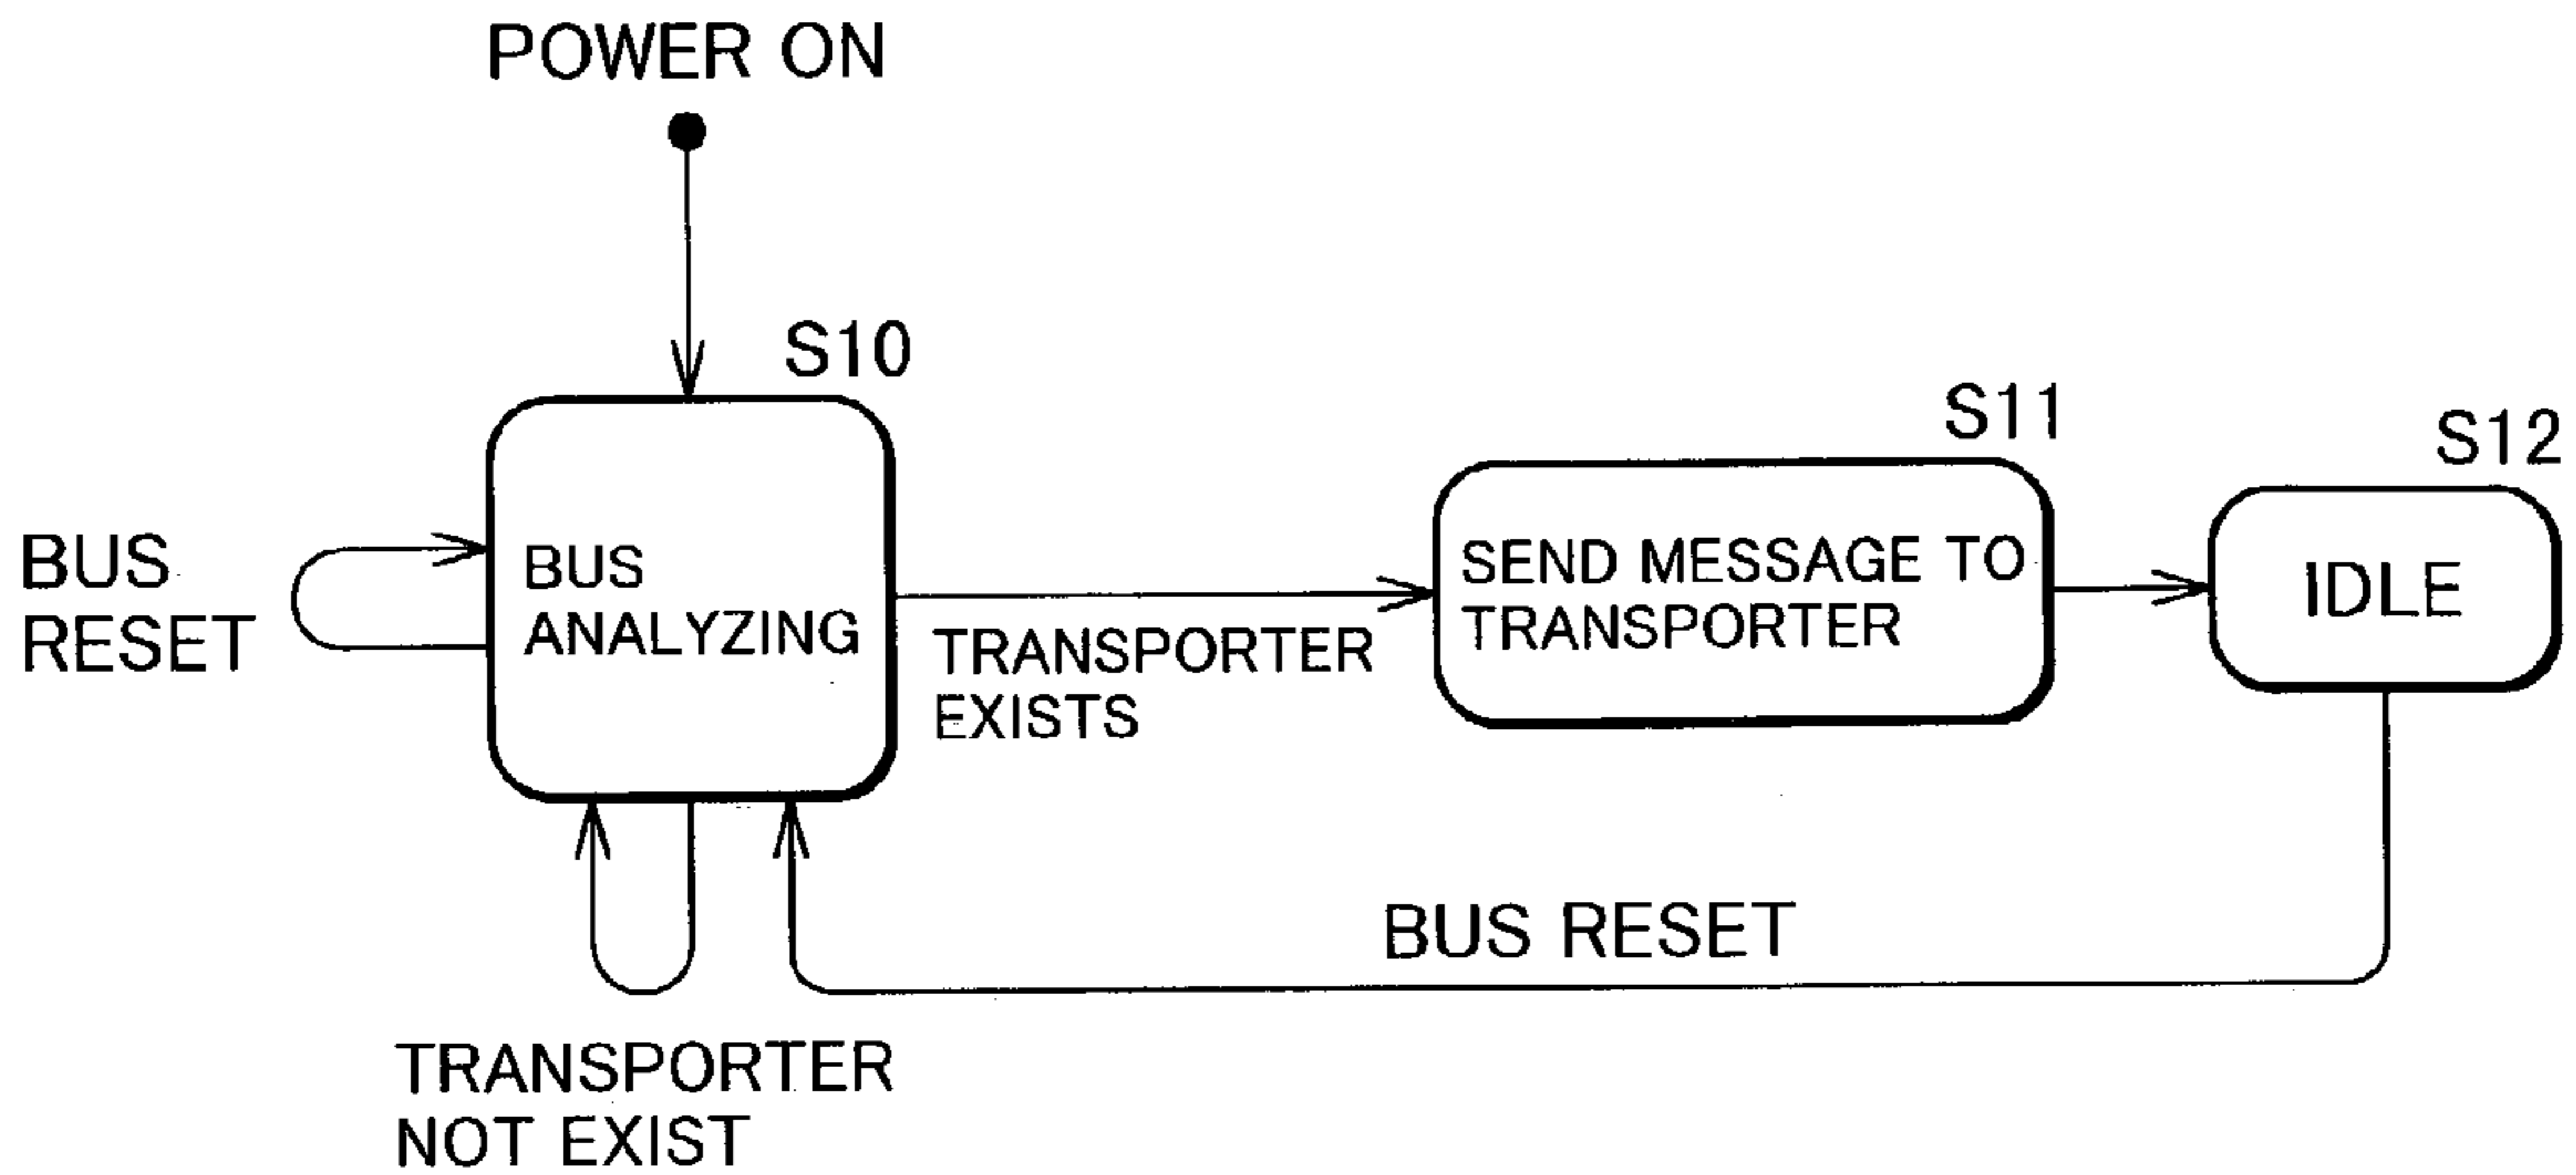 POWER ON
S10
S11
S12
BUS
RESET
BUS
ANALYZING
TRANSPORTER
EXISTS
SEND MESSAGE TO
TRANSPORTER
IDLE
BUS RESET
TRANSPORTER
NOT EXIST